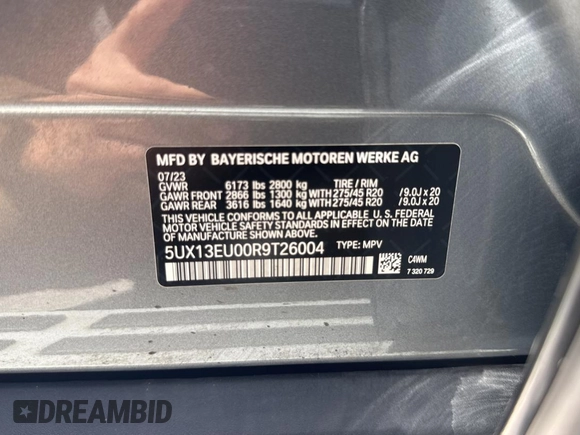 MFD BY BAYERISCHE MOTOREN WERKE AG
07/23
GVWR 6173 lbs 2800 kg TIRE / RIM
GAWR FRONT 2866 lbs 1300 kg WITH 275/45 R20 / 9.0J x 20
GAWR REAR 3616 lbs 1640 kg WITH 275/45 R20 / 9.0J x 20
THIS VEHICLE CONFORMS TO ALL APPLICABLE U.S. FEDERAL
MOTOR VEHICLE SAFETY STANDARDS IN EFFECT ON THE DATE
OF MANUFACTURE SHOWN ABOVE.
5UX13EU00R9T26004 TYPE: MPV
C4WM
7 320 729
DREAMBID